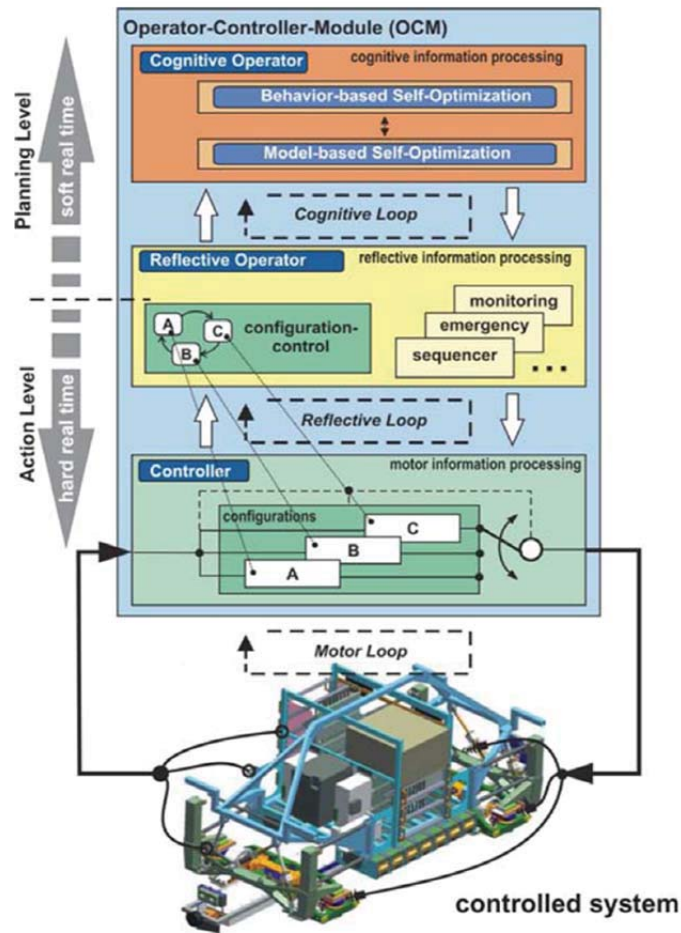 Operator-Controller-Module (OCM)
Cognitive Operator
cognitive information processing
Behavior-based Self-Optimization
Model-based Self-Optimization
Planning Level
soft real time
Cognitive Loop
Reflective Operator
reflective information processing
A
C
B
configuration-
control
monitoring
emergency
sequencer
...
Action Level
hard real time
Reflective Loop
Controller
motor information processing
configurations
C
B
A
Motor Loop
controlled system